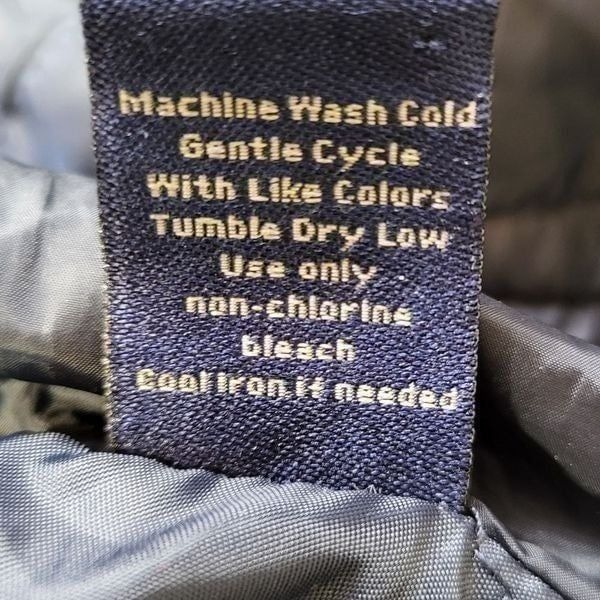 Machine Wash Cold
Gentle Cycle
With Like Colors
Tumble Dry Low
Use only
non-chlorine
bleach
Cool Iron if needed